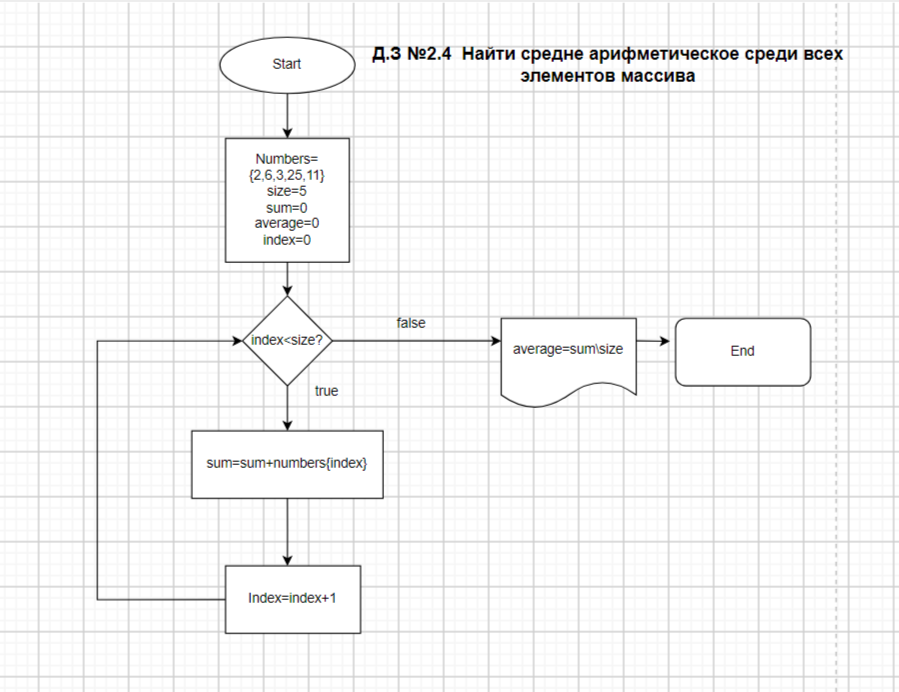 Start
Д.З №2.4 Найти средне арифметическое среди всех
элементов массива
Numbers=
{2,6,3,25,11}
size=5
sum=0
average=0
index=0
index<size?
false
average=sum\size
End
true
sum=sum+numbers{index}
Index=index+1